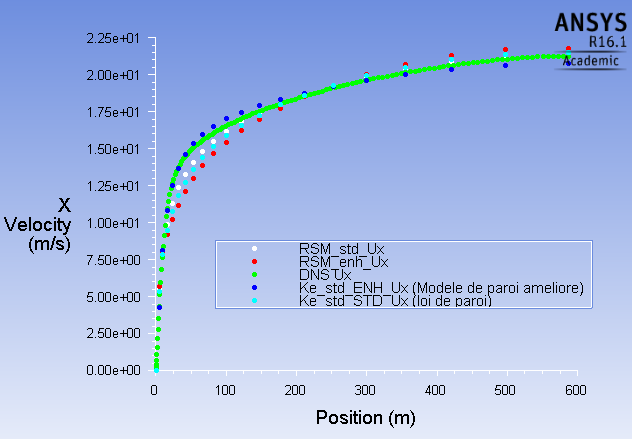 ANSYS
R16.1
Academic
2.25e+01
2.00e+01
1.75e+01
1.50e+01
1.25e+01
1.00e+01
7.50e+00
5.00e+00
2.50e+00
0.00e+00
X
Velocity
(m/s)
RSM_std_Ux
RSM_enh_Ux
DNS Ux
Ke_std_ENH_Ux (Modele de paroi ameliore)
Ke_std_STD_Ux (loi de paroi)
0 100 200 300 400 500 600
Position (m)